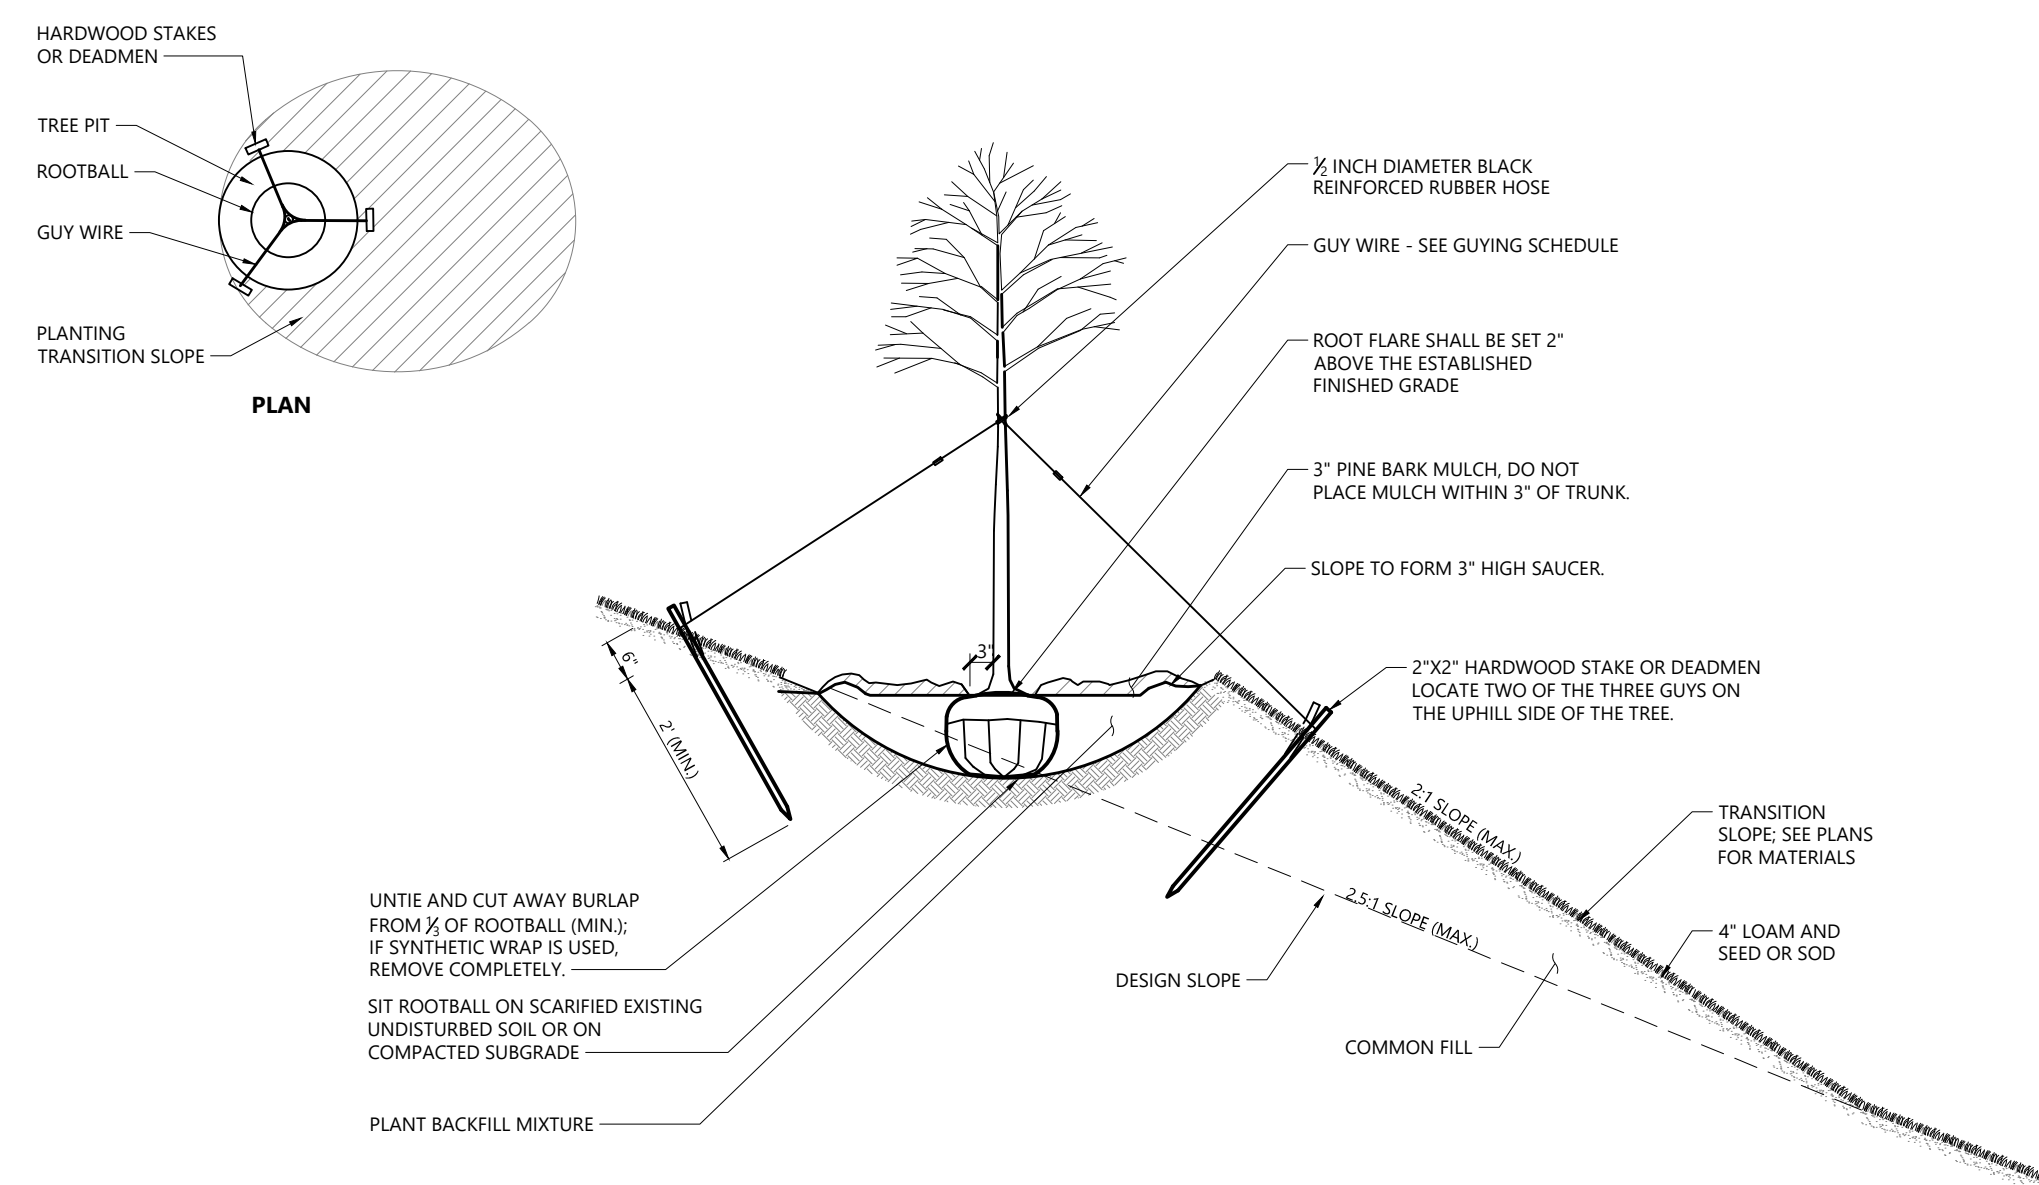 HARDWOOD STAKES
OR DEADMEN
TREE PIT
ROOTBALL
GUY WIRE
PLANTING
TRANSITION SLOPE
PLAN
½ INCH DIAMETER BLACK
REINFORCED RUBBER HOSE
GUY WIRE - SEE GUYING SCHEDULE
ROOT FLARE SHALL BE SET 2"
ABOVE THE ESTABLISHED
FINISHED GRADE
3" PINE BARK MULCH, DO NOT
PLACE MULCH WITHIN 3" OF TRUNK.
SLOPE TO FORM 3" HIGH SAUCER.
3"
6"
2' (MIN.)
2"X2" HARDWOOD STAKE OR DEADMEN
LOCATE TWO OF THE THREE GUYS ON
THE UPHILL SIDE OF THE TREE.
2:1 SLOPE (MAX.)
TRANSITION
SLOPE; SEE PLANS
FOR MATERIALS
2.5:1 SLOPE (MAX.)
4" LOAM AND
SEED OR SOD
DESIGN SLOPE
COMMON FILL
UNTIE AND CUT AWAY BURLAP
FROM ⅓ OF ROOTBALL (MIN.);
IF SYNTHETIC WRAP IS USED,
REMOVE COMPLETELY.
SIT ROOTBALL ON SCARIFIED EXISTING
UNDISTURBED SOIL OR ON
COMPACTED SUBGRADE
PLANT BACKFILL MIXTURE